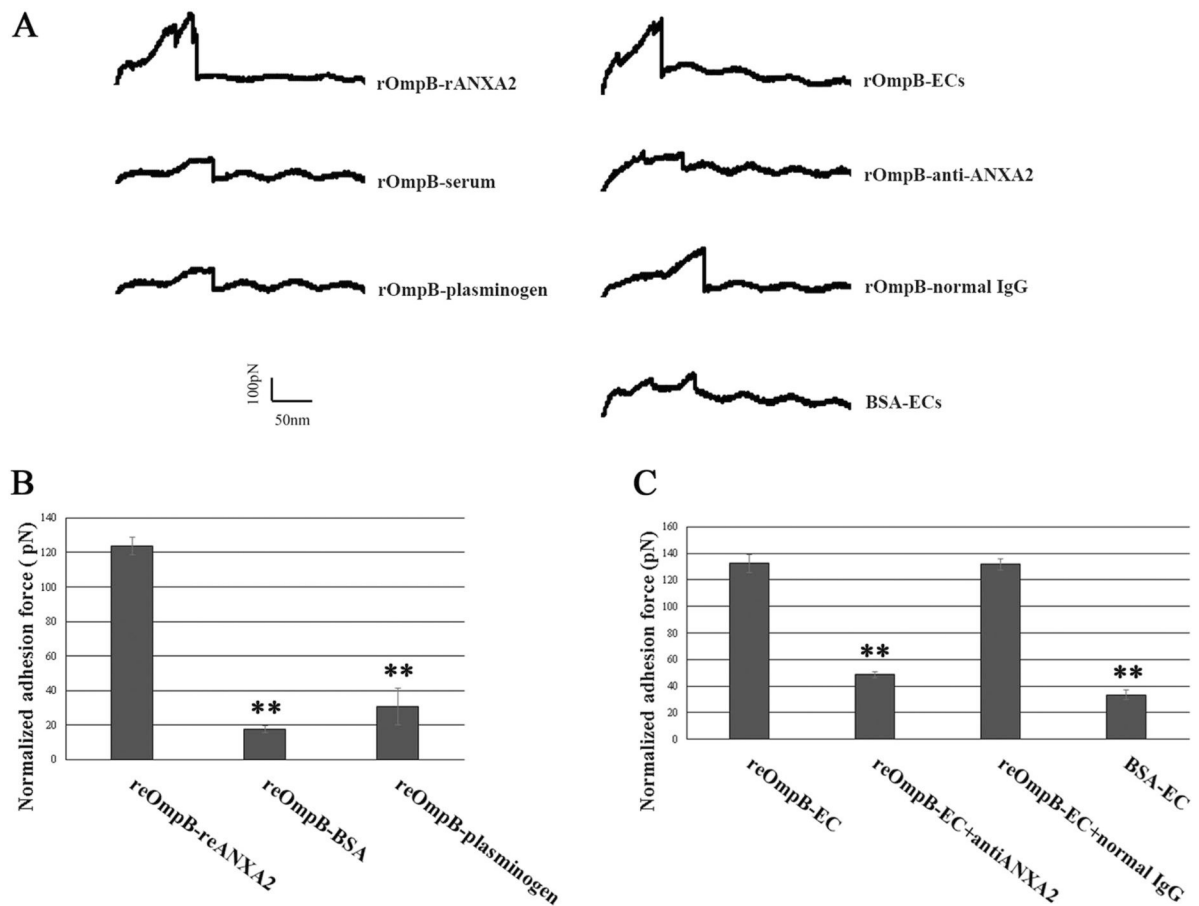 A
rOmpB-rANXA2
rOmpB-ECs
rOmpB-serum
rOmpB-anti-ANXA2
rOmpB-plasminogen
rOmpB-normal IgG
100pN
50nm
BSA-ECs
B
Normalized adhesion force ( pN)
140
120
100
80
60
40
20
0
**
**
reOmpB-reANXA2
reOmpB-BSA
reOmpB-plasminogen
C
Normalized adhesion force (pN)
160
140
120
100
80
60
40
20
0
**
**
reOmpB-EC
reOmpB-EC+antiANXA2
reOmpB-EC+normal IgG
BSA-EC